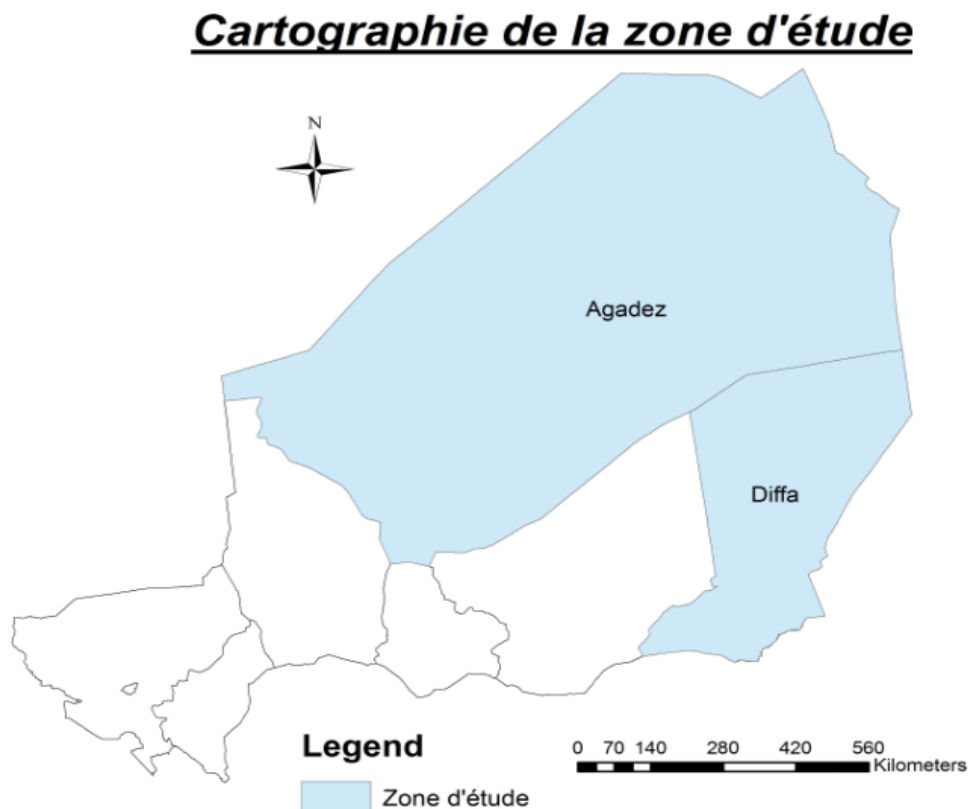 Cartographie de la zone d'étude
N
Agadez
Diffa
Legend
0 70 140 280 420 560
Kilometers
Zone d'étude